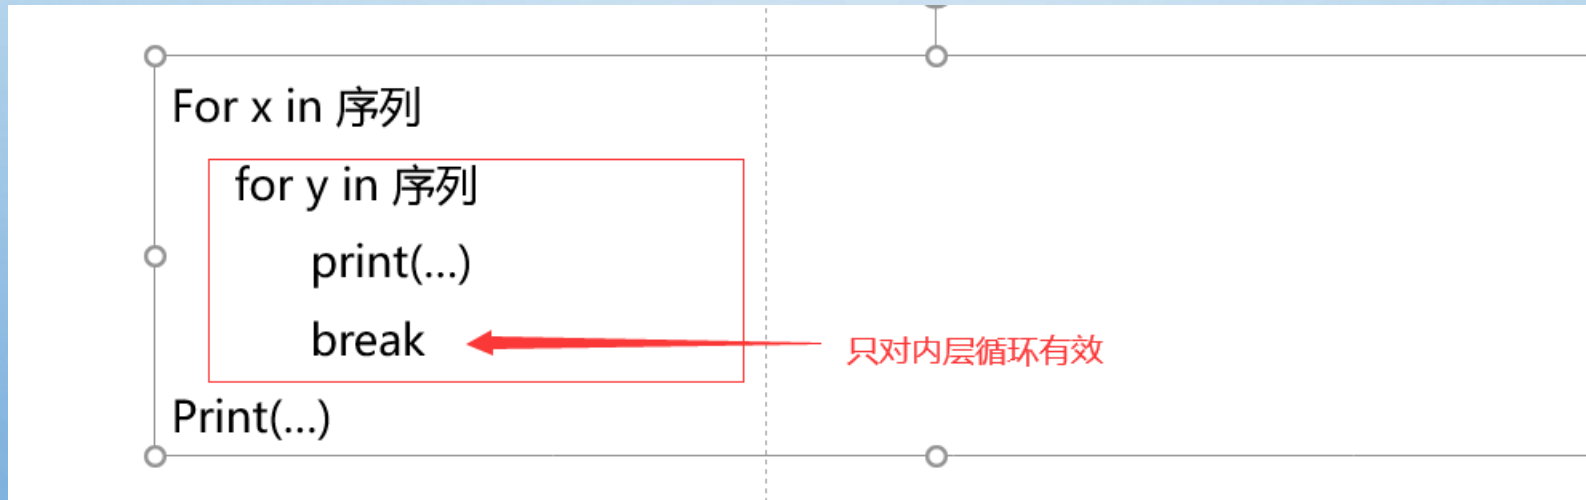 For x in 序列
for y in 序列
print(...)
break
只对内层循环有效
Print(...)